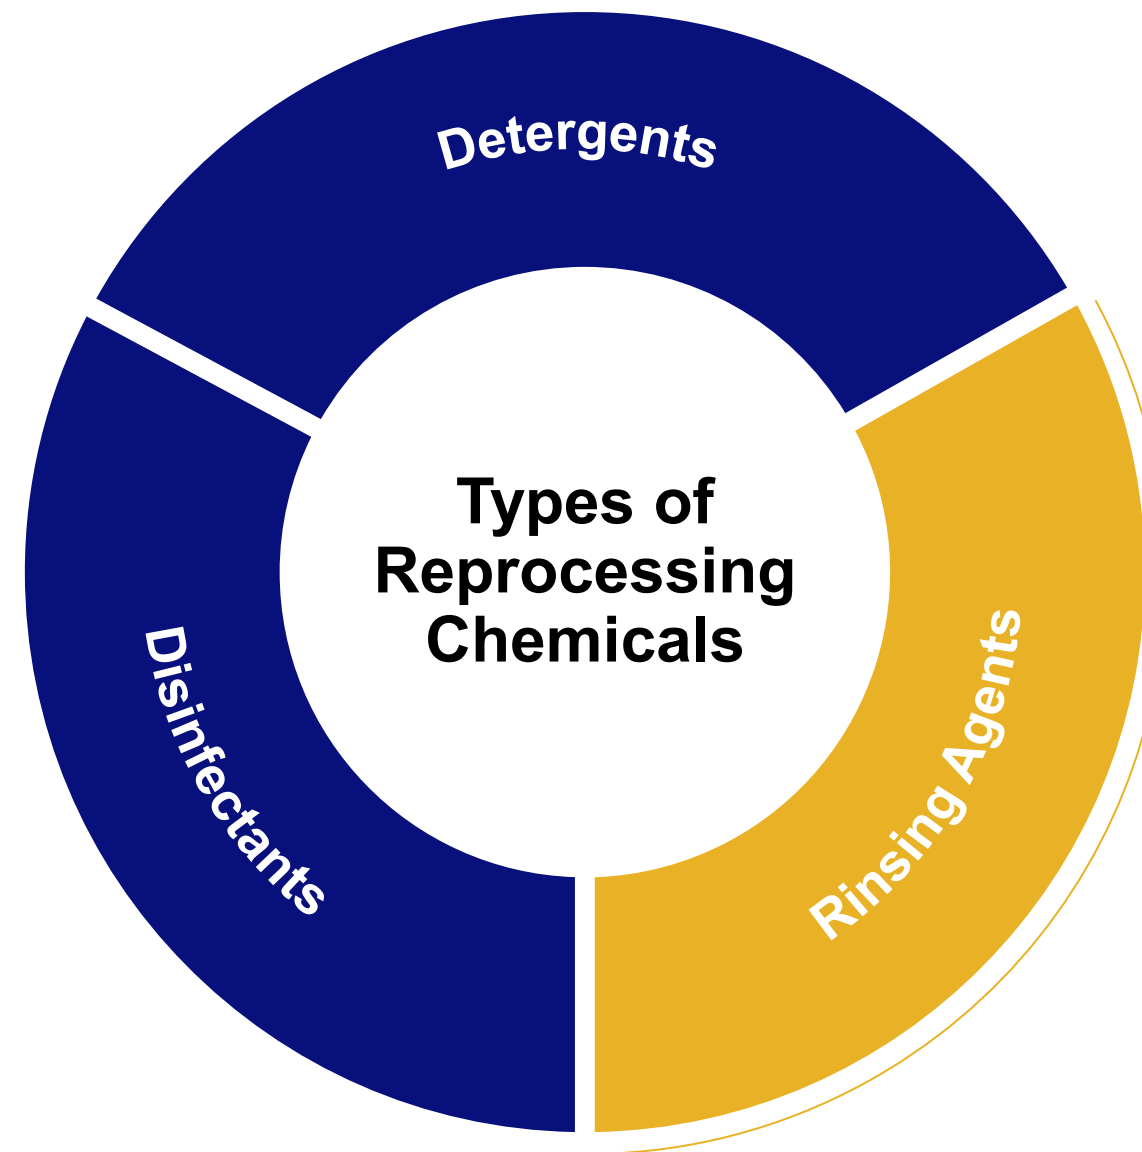 Detergents
Types of
Reprocessing
Chemicals
Disinfectants
Rinsing Agents